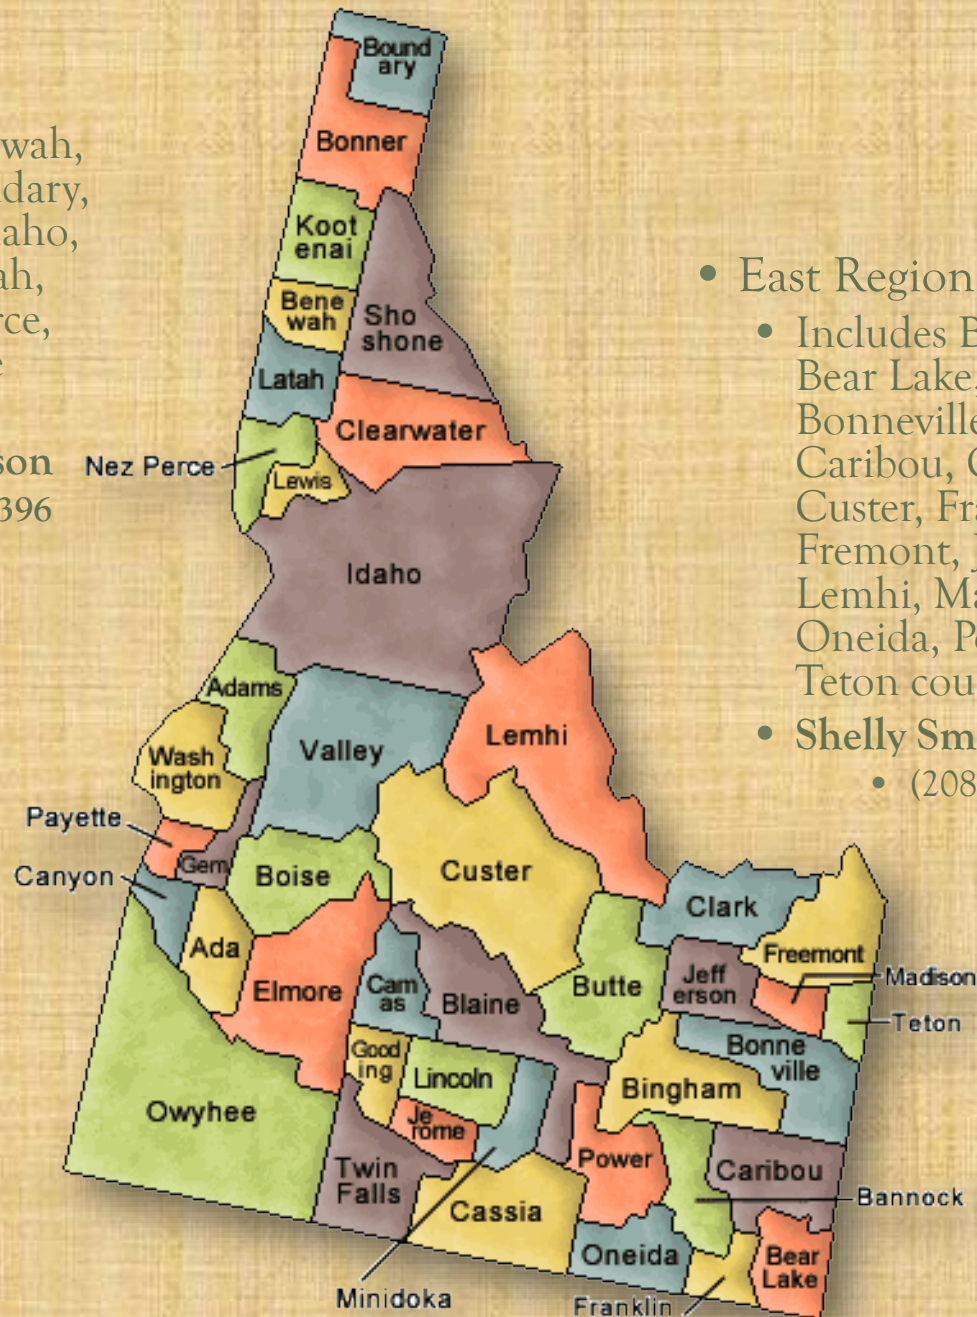 Bound
ary
Bonner
wah,
dary,
aho,
ah,
rce,
son
396
Koot
enai
Bene
wah
Sho
shone
Latah
Clearwater
Nez Perce
Lewis
Idaho
• East Region
• Includes B
Bear Lake,
Bonneville
Caribou, C
Custer, Fra
Fremont, J
Lemhi, Ma
Oneida, Po
Teton cou
• Shelly Sm
• (208
Adams
Valley
Lemhi
Wash
ington
Payette
Gem
Canyon
Boise
Custer
Clark
Ada
Freemont
Elmore
Cam
as
Blaine
Butte
Jeff
erson
Madison
Teton
Good
ing
Lincoln
Bonne
ville
Bingham
Owyhee
Je
rome
Twin
Falls
Power
Caribou
Bannock
Cassia
Oneida
Bear
Lake
Minidoka
Franklin